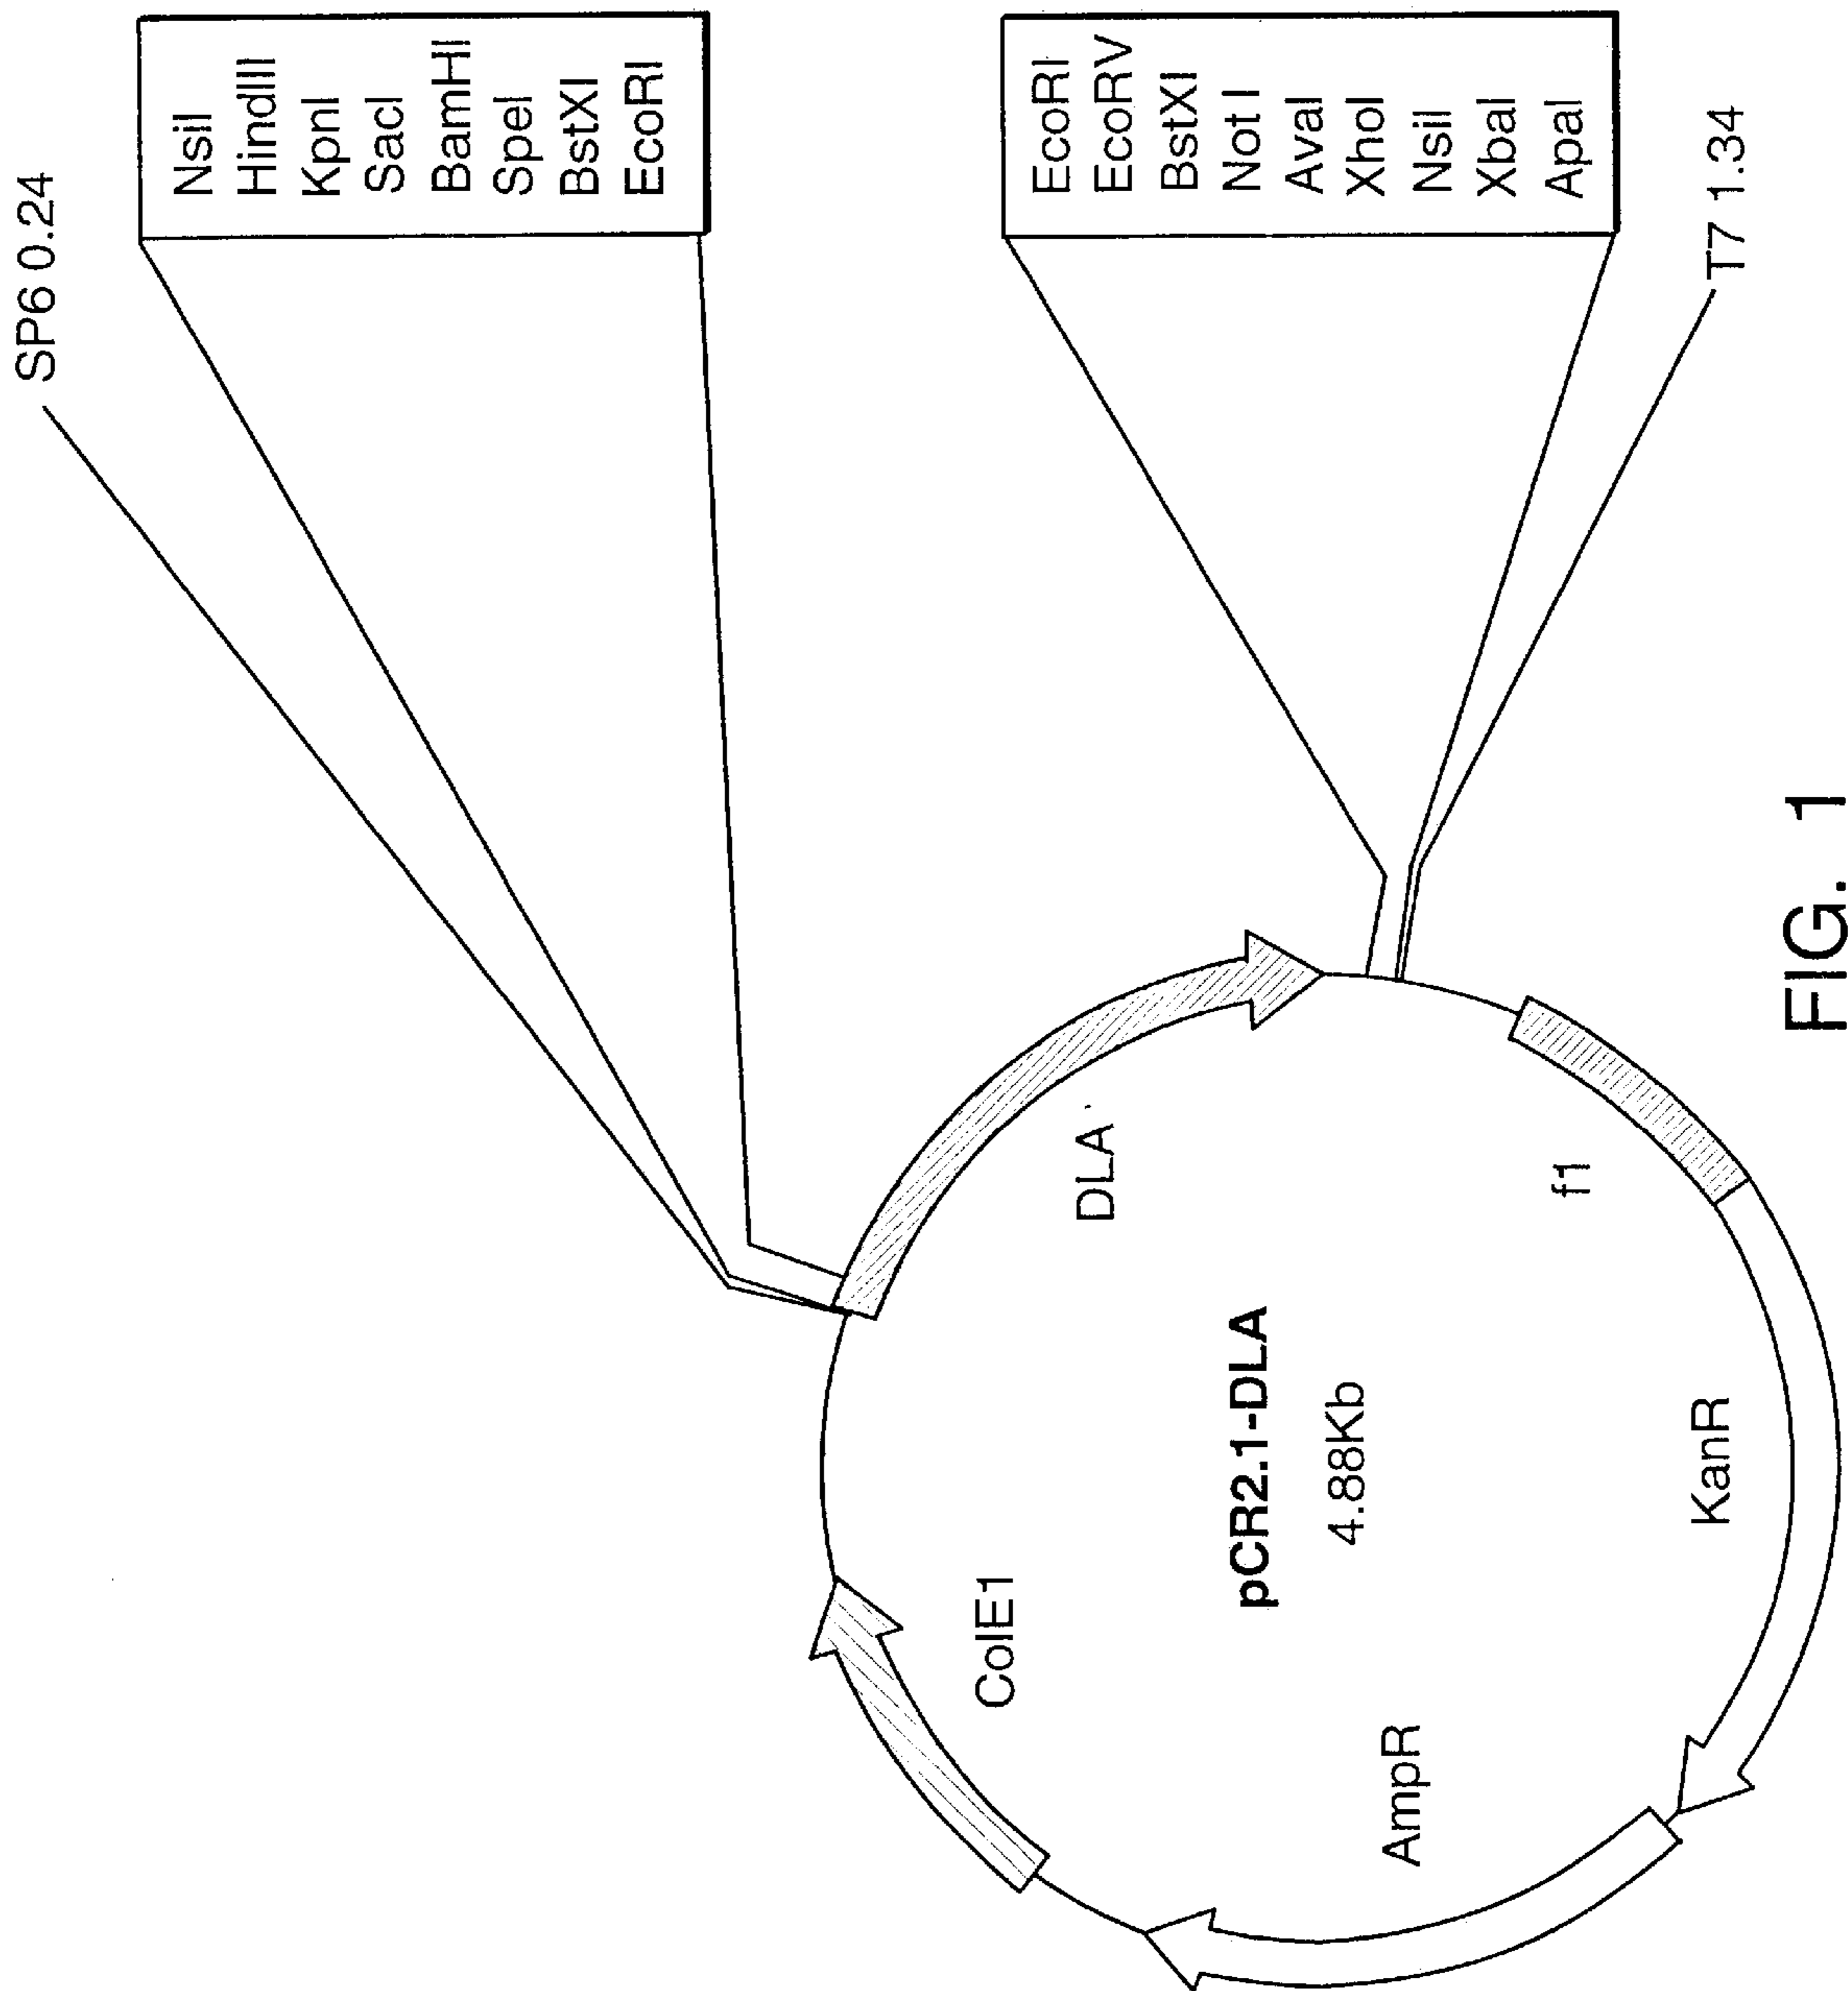 SP6 0.24
NsiI
HindIII
KpnI
SacI
BamHI
SpeI
BstXI
EcoRI
EcoRI
EcoRV
BstXI
Not I
AvaI
XhoI
NsiI
XbaI
ApaI
T7 1.34
DLA
f1
ColE1
pCR2.1-DLA
4.88Kb
KanR
AmpR
FIG. 1